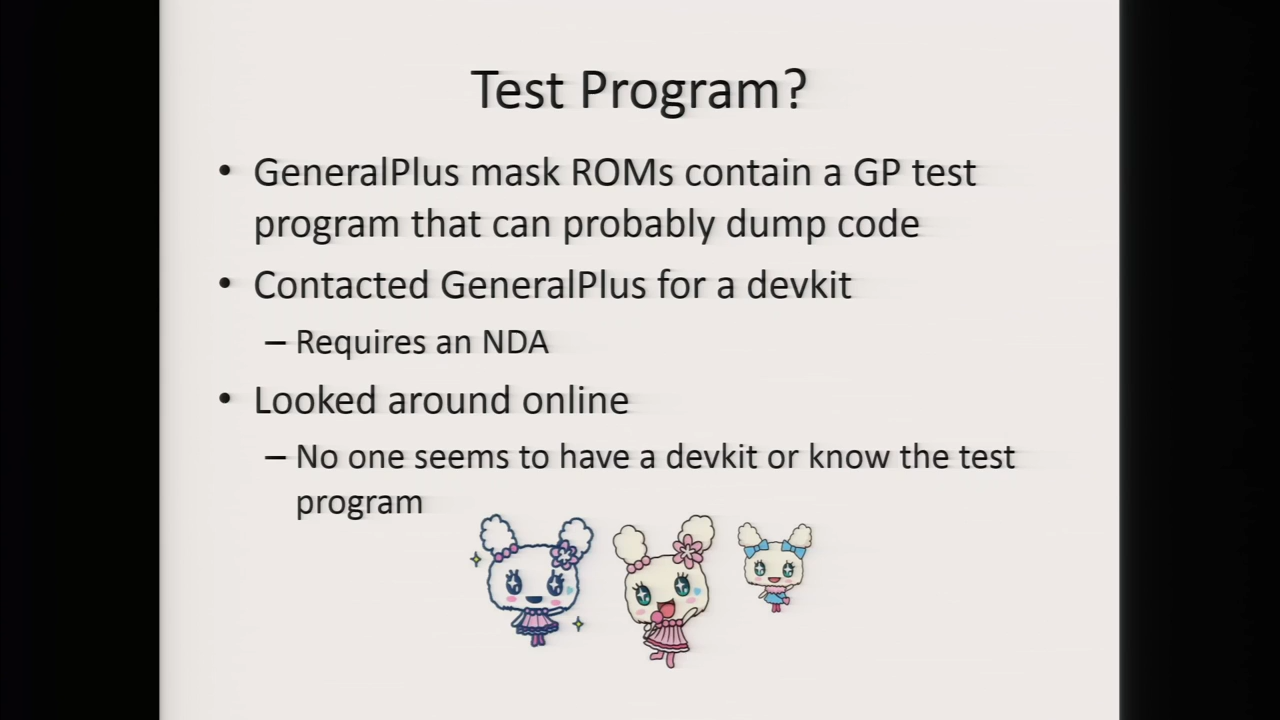 Test Program?
• GeneralPlus mask ROMs contain a GP test
program that can probably dump code
• Contacted GeneralPlus for a devkit
– Requires an NDA
• Looked around online
– No one seems to have a devkit or know the test
program